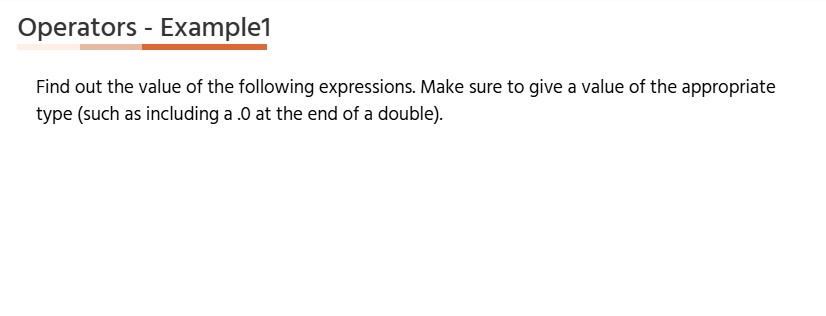 Operators - Example1
Find out the value of the following expressions. Make sure to give a value of the appropriate
type (such as including a .0 at the end of a double).